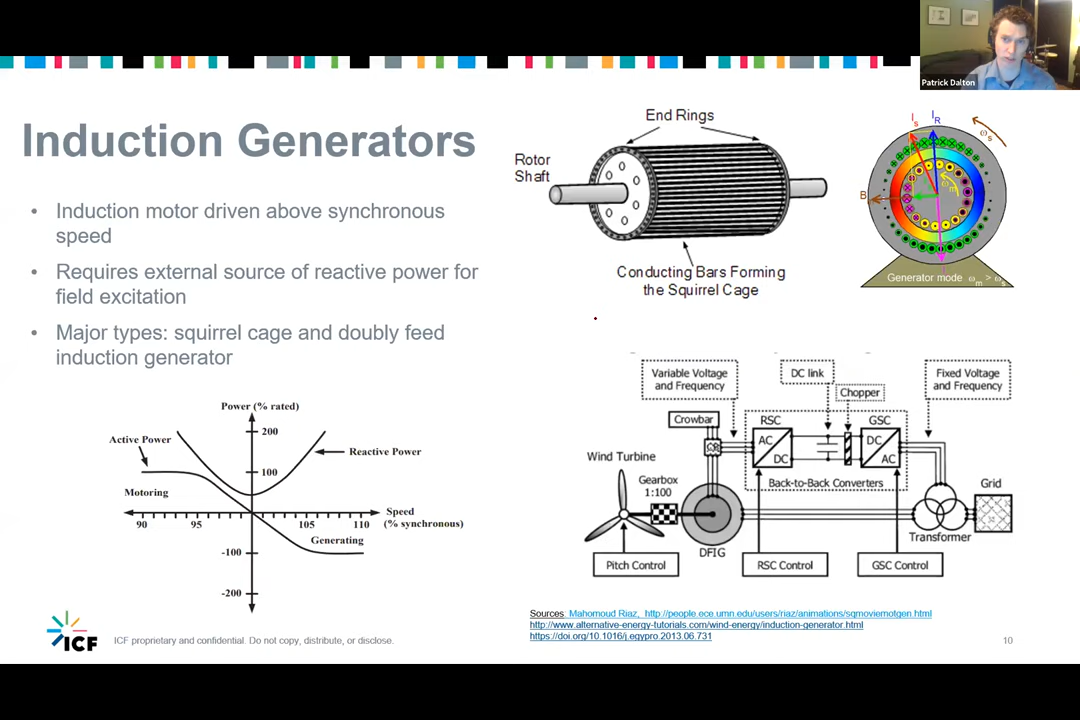 Patrick Dalton
Induction Generators
• Induction motor driven above synchronous
speed
• Requires external source of reactive power for
field excitation
• Major types: squirrel cage and doubly feed
induction generator
End Rings
Rotor
Shaft
Conducting Bars Forming
the Squirrel Cage
Is
IR
ωs
ωm
B
Generator mode ωm > ωs
Power (% rated)
200
Active Power
Reactive Power
100
Motoring
Speed
(% synchronous)
90
95
105
110
Generating
-100
-200
Variable Voltage
and Frequency
DC link
Chopper
Fixed Voltage
and Frequency
Crowbar
RSC
GSC
AC
DC
DC
AC
Wind Turbine
Gearbox
1:100
Back-to-Back Converters
Grid
DFIG
Transformer
Pitch Control
RSC Control
GSC Control
Sources: Mahomoud Riaz, http://people.ece.umn.edu/users/riaz/animations/sqmoviemotgen.html
http://www.alternative-energy-tutorials.com/wind-energy/induction-generator.html
https://doi.org/10.1016/j.egypro.2013.06.731
ICF
ICF proprietary and confidential. Do not copy, distribute, or disclose.
10